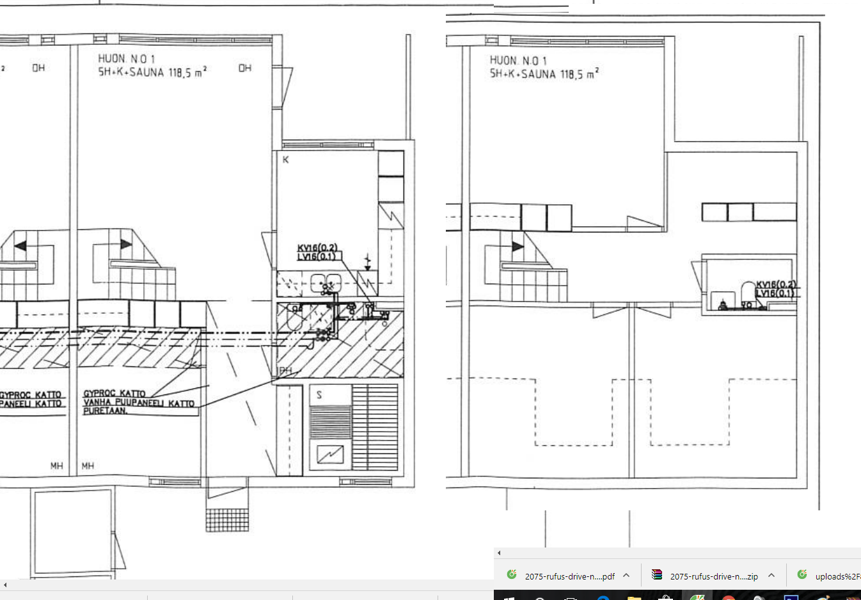 HUON. N.O 1
5H+K+SAUNA 118,5 m²
2
OH
OH
K
KV16(0.2)
LV16(0.1)
PH
GYPROC KATTO
PANEELI KATTO
GYPROC KATTO
VANHA PUUPANEELI KATTO
PURETAAN.
S
MH
MH
HUON. N.O 1
5H+K+SAUNA 118,5 m²
KV16(0.2)
LV16(0.1)
2075-rufus-drive-n....pdf
2075-rufus-drive-n....zip
uploads%2F